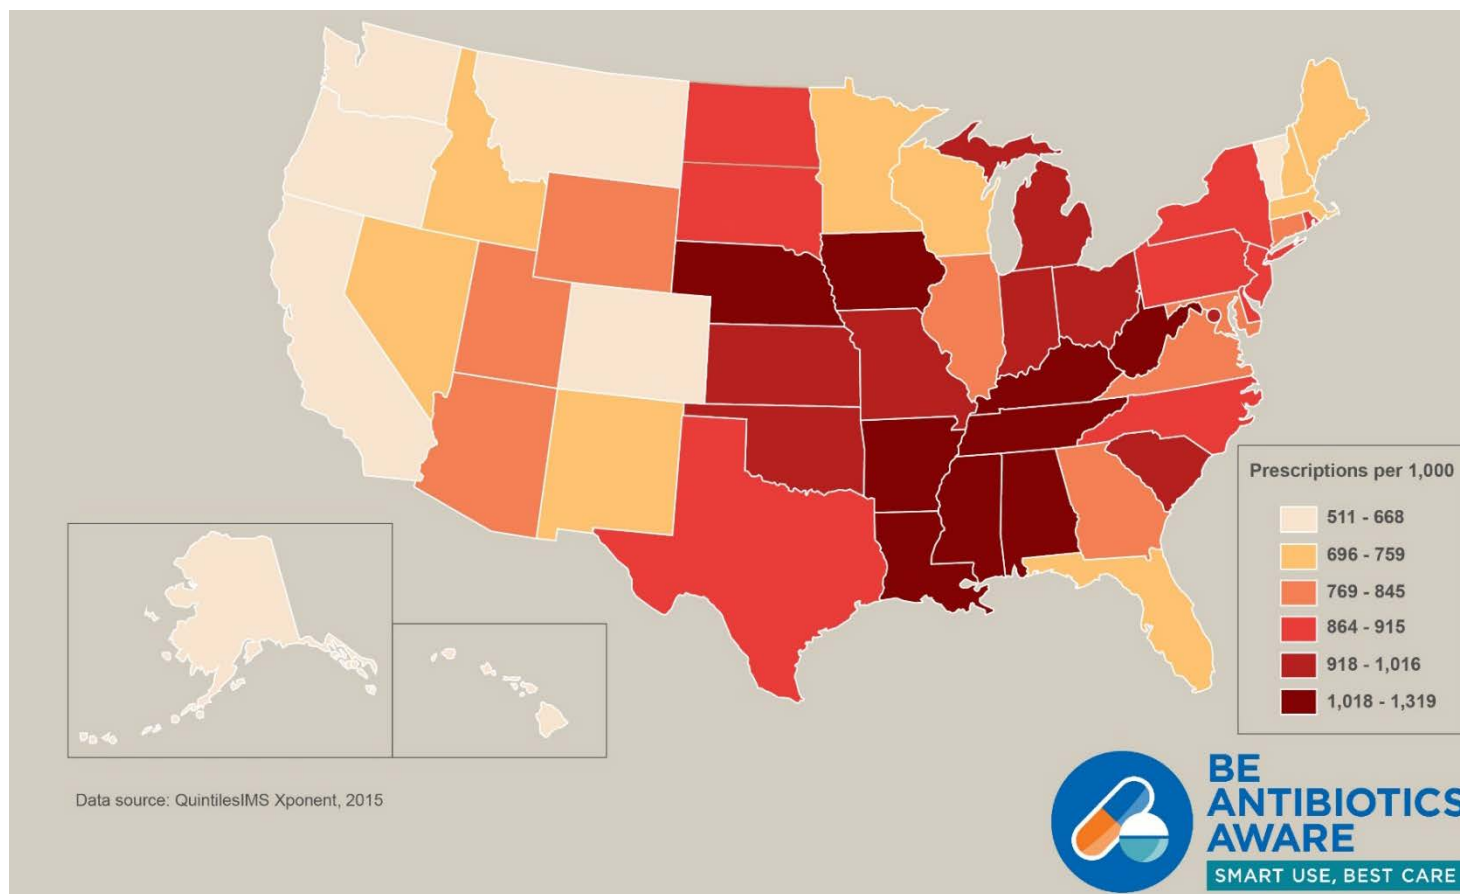 Prescriptions per 1,000
511 - 668
696 - 759
769 - 845
864 - 915
918 - 1,016
1,018 - 1,319
Data source: QuintilesIMS Xponent, 2015
BE
ANTIBIOTICS
AWARE
SMART USE, BEST CARE